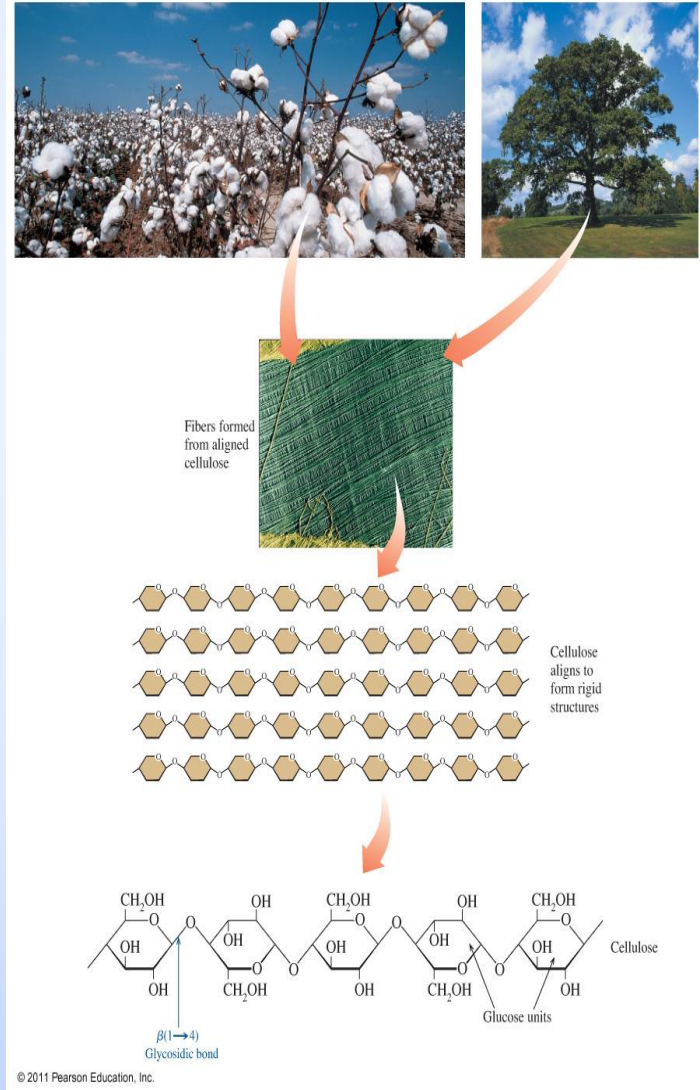 Fibers formed
from aligned
cellulose
O O O O O O O O O
O O O O O O O O
O O O O O O O O O
O O O O O O O O
Cellulose
aligns to
form rigid
structures
O O O O O O O O O
O O O O O O O O
O O O O O O O O O
O O O O O O O O
O O O O O O O O O
O O O O O O O O
CH₂OH OH CH₂OH OH CH₂OH
O O O O O
OH OH OH OH OH Cellulose
O O O O
OH CH₂OH OH CH₂OH OH
Glucose units
β(1→4)
Glycosidic bond
© 2011 Pearson Education, Inc.